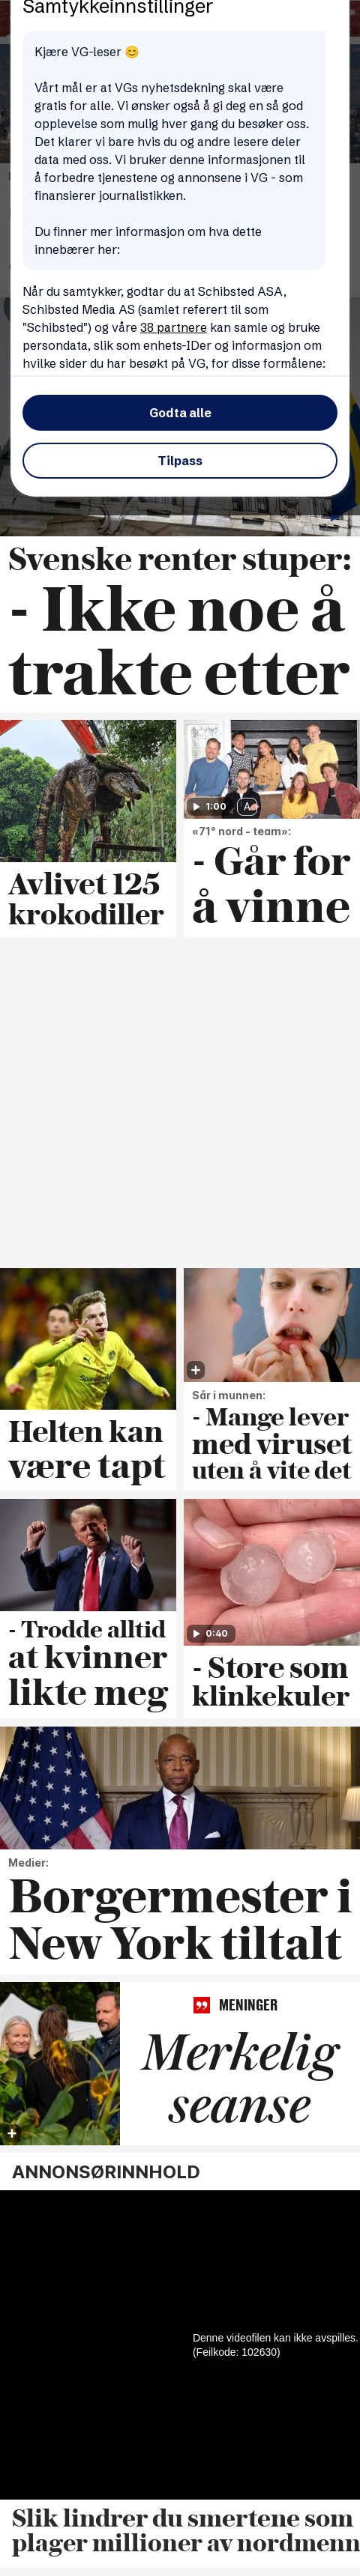 Samtykkeinnstillinger
Kjære VG-leser 😊
Vårt mål er at VGs nyhetsdekning skal være
gratis for alle. Vi ønsker også å gi deg en så god
opplevelse som mulig hver gang du besøker oss.
Det klarer vi bare hvis du og andre lesere deler
data med oss. Vi bruker denne informasjonen til
å forbedre tjenestene og annonsene i VG - som
finansierer journalistikken.
Du finner mer informasjon om hva dette
innebærer her:
Når du samtykker, godtar du at Schibsted ASA,
Schibsted Media AS (samlet referert til som
"Schibsted") og våre 38 partnere kan samle og bruke
persondata, slik som enhets-IDer og informasjon om
hvilke sider du har besøkt på VG, for disse formålene:
Godta alle
Tilpass
Svenske renter stuper:
- Ikke noe å
trakte etter
Avlivet 125
krokodiller
1:00
«71° nord - team»:
- Går for
å vinne
Helten kan
være tapt
Sår i munnen:
- Mange lever
med viruset
uten å vite det
- Trodde alltid
at kvinner
likte meg
0:40
- Store som
klinkekuler
Medier:
Borgermester i
New York tiltalt
MENINGER
Merkelig
seanse
ANNONSØRINNHOLD
Denne videofilen kan ikke avspilles.
(Feilkode: 102630)
Slik lindrer du smertene som
plager millioner av nordmenn